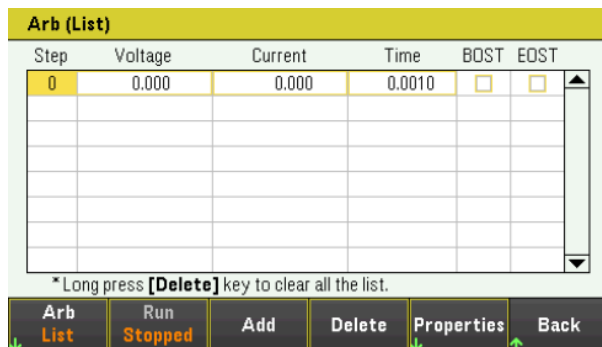 Arb (List)
Step Voltage Current Time BOST EOST
0 0.000 0.000 0.0010
*Long press [Delete] key to clear all the list.
Arb Run
List Stopped Add Delete Properties Back